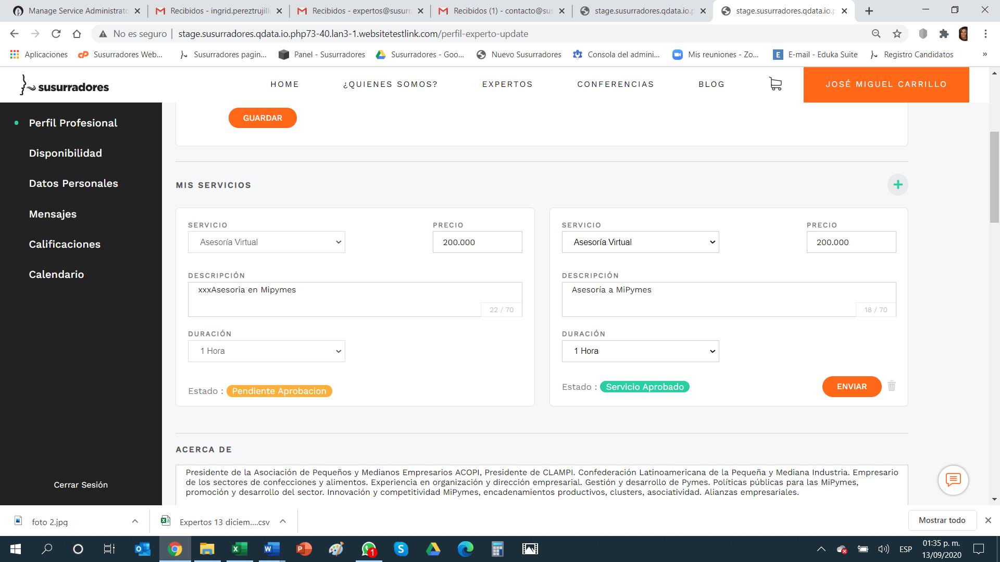 Manage Service Administrato
Recibidos - ingrid.pereztrujill
Recibidos - expertos@susurr
Recibidos (1) - contacto@sus
stage.susurradores.qdata.io.p
stage.susurradores.qdata.io.p
No es seguro
stage.susurradores.qdata.io.php73-40.lan3-1.websitetestlink.com/perfil-experto-update
Aplicaciones
Susurradores Web...
Susurradores pagin...
Panel - Susurradores
Susurradores - Goo...
Nuevo Susurradores
Consola del admini...
Mis reuniones - Zo...
E-mail - Eduka Suite
Registro Candidatos
»
susurradores
HOME
¿QUIENES SOMOS?
EXPERTOS
CONFERENCIAS
BLOG
JOSÉ MIGUEL CARRILLO
Perfil Profesional
Disponibilidad
Datos Personales
Mensajes
Calificaciones
Calendario
Cerrar Sesión
GUARDAR
MIS SERVICIOS
SERVICIO
PRECIO
Asesoría Virtual
200.000
DESCRIPCIÓN
xxxAsesoria en Mipymes
22 / 70
DURACIÓN
1 Hora
Estado : Pendiente Aprobacion
SERVICIO
PRECIO
Asesoría Virtual
200.000
DESCRIPCIÓN
Asesoría a MiPymes
18 / 70
DURACIÓN
1 Hora
Estado : Servicio Aprobado
ENVIAR
ACERCA DE
Presidente de la Asociación de Pequeños y Medianos Empresarios ACOPI, Presidente de CLAMPI. Confederación Latinoamericana de la Pequeña y Mediana Industria. Empresario
de los sectores de confecciones y alimentos. Experiencia en organización y dirección empresarial. Gestión y desarrollo de Pymes. Políticas públicas para las MiPymes,
promoción y desarrollo del sector. Innovación y competitividad MiPymes, encadenamientos productivos, clusters, asociatividad. Alianzas empresariales.
foto 2.jpg
Expertos 13 diciem....csv
Mostrar todo
1
ESP
01:35 p. m.
13/09/2020